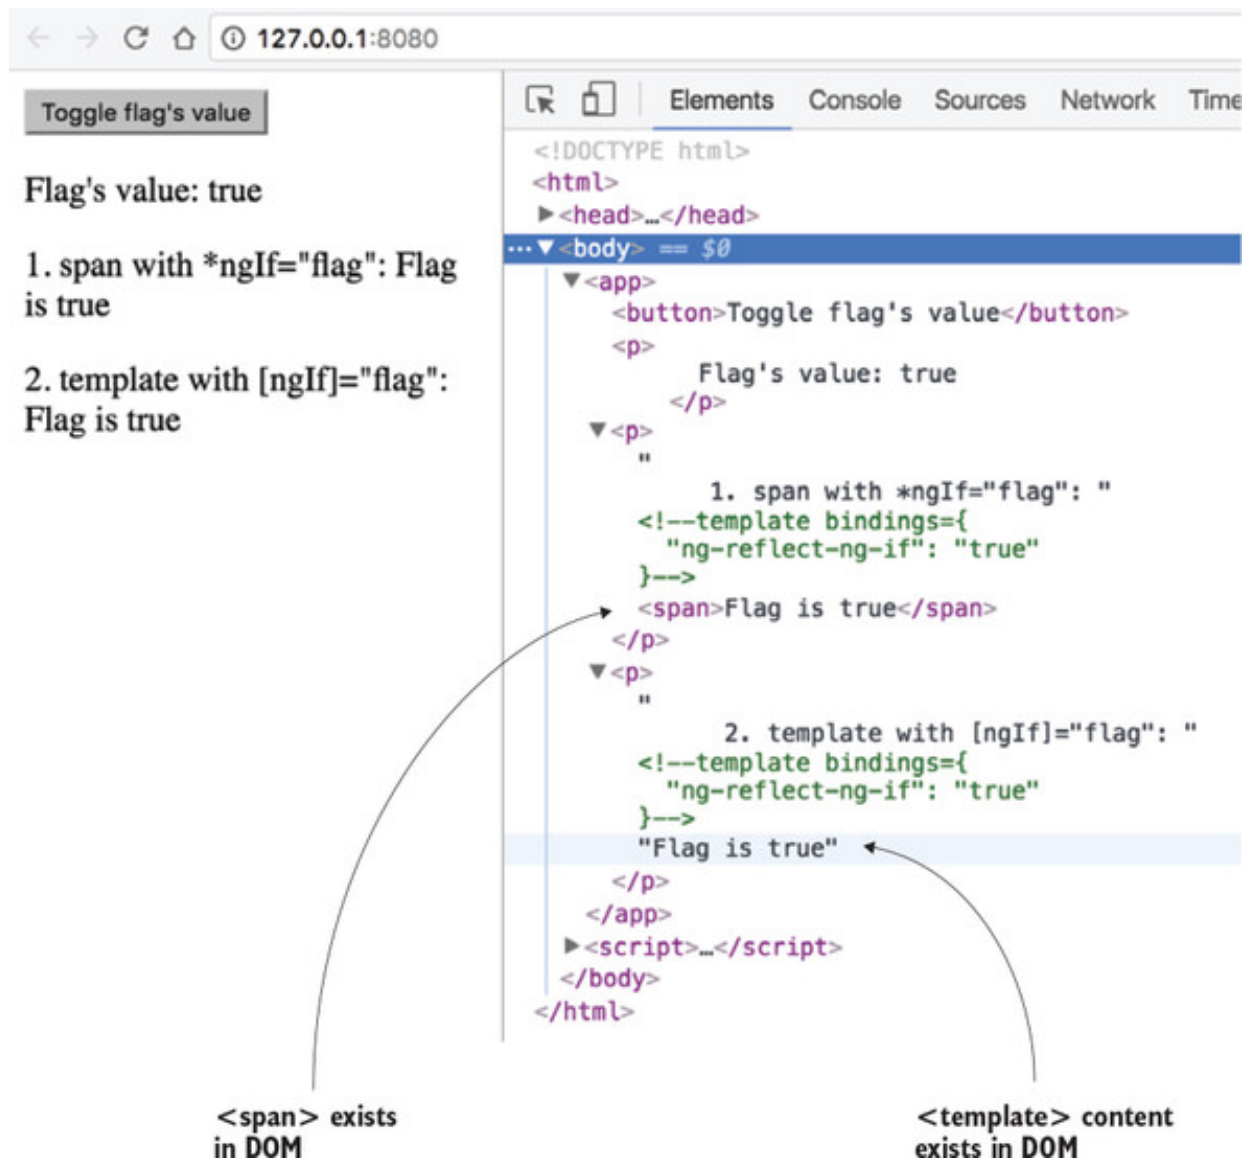 127.0.0.1:8080
Toggle flag's value
Flag's value: true
1. span with *ngIf="flag": Flag
is true
2. template with [ngIf]="flag":
Flag is true
Elements Console Sources Network Time
<!DOCTYPE html>
<html>
<head>…</head>
<body> == $0
<app>
<button>Toggle flag's value</button>
<p>
Flag's value: true
</p>
<p>
"
1. span with *ngIf="flag": "
<!--template bindings={
"ng-reflect-ng-if": "true"
}-->
<span>Flag is true</span>
</p>
<p>
"
2. template with [ngIf]="flag": "
<!--template bindings={
"ng-reflect-ng-if": "true"
}-->
"Flag is true"
</p>
</app>
<script>…</script>
</body>
</html>
<span> exists
in DOM
<template> content
exists in DOM